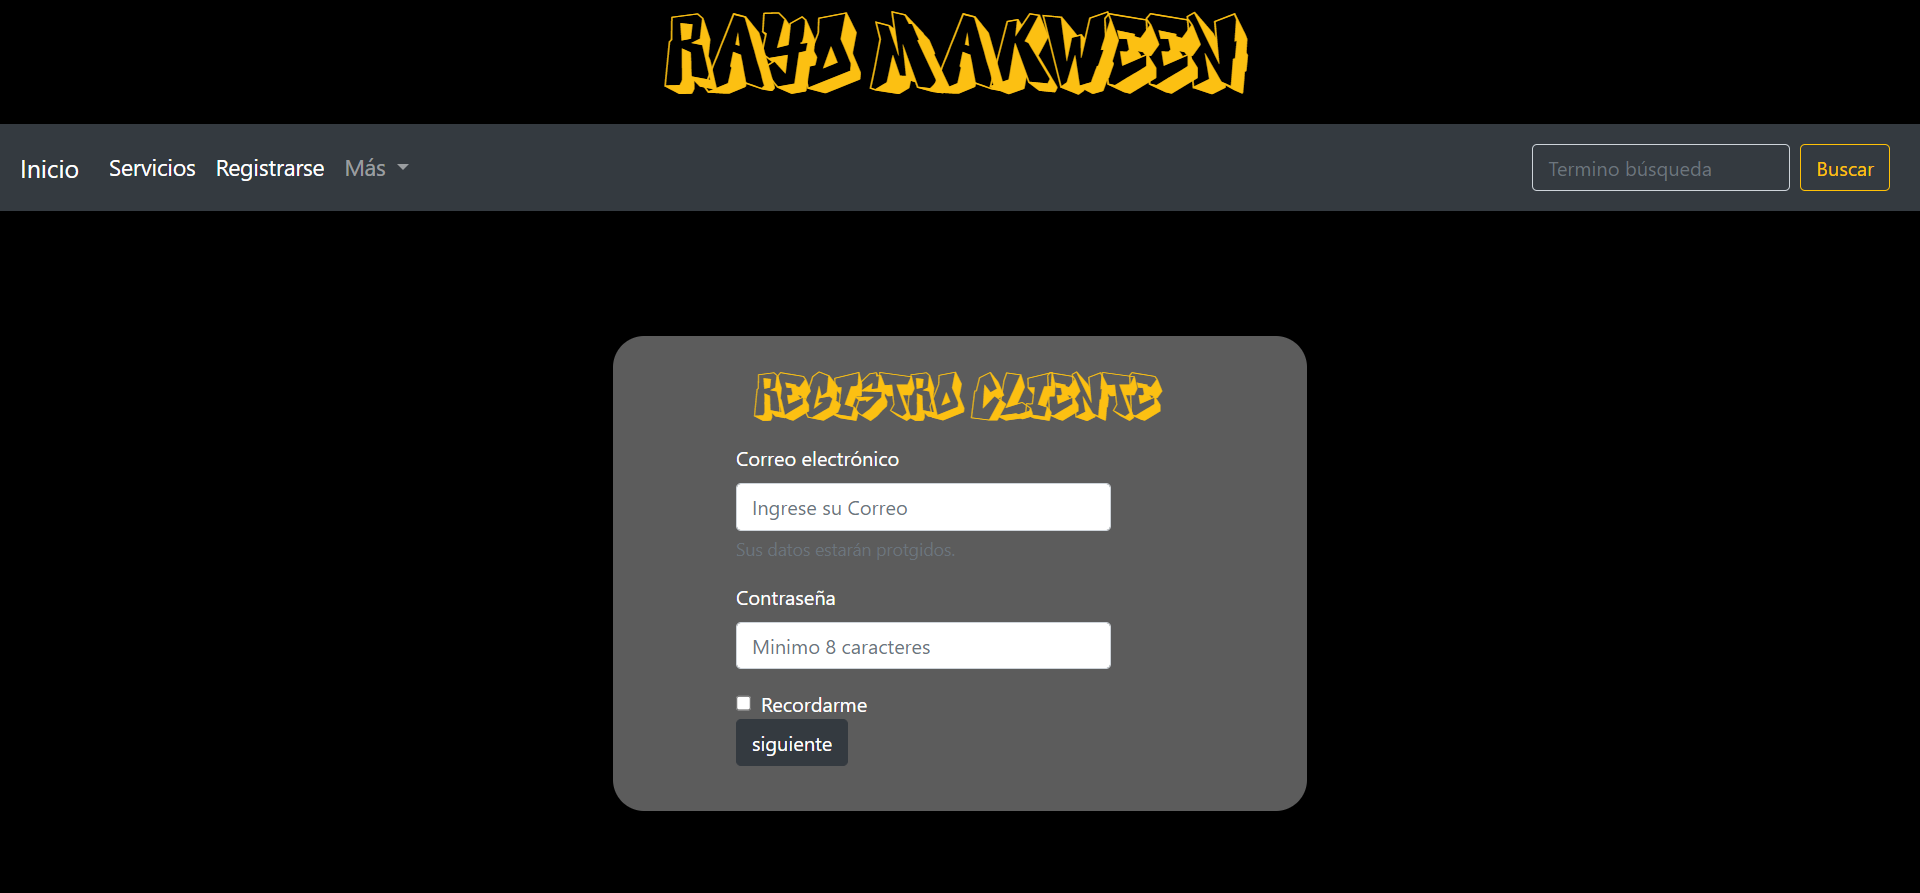 RAYO MAKWEEN
Inicio Servicios Registrarse Más
Termino búsqueda Buscar
REGISTRO CLIENTE
Correo electrónico
Ingrese su Correo
Sus datos estarán protgidos.
Contraseña
Minimo 8 caracteres
Recordarme
siguiente